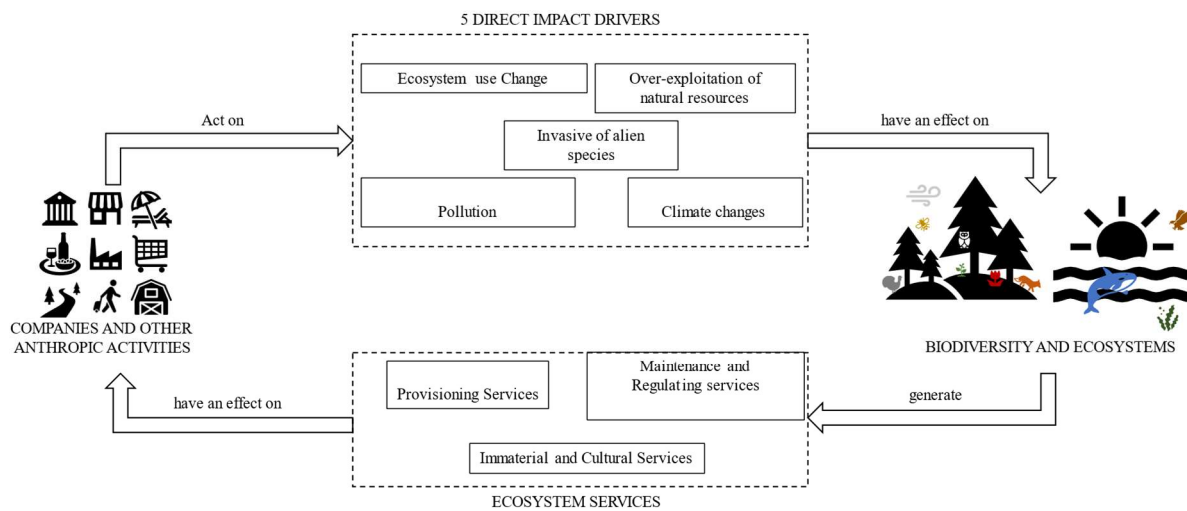 5 DIRECT IMPACT DRIVERS
Ecosystem use Change
Over-exploitation of
natural resources
Act on
have an effect on
Invasive of alien
species
Pollution
Climate changes
COMPANIES AND OTHER
ANTHROPIC ACTIVITIES
BIODIVERSITY AND ECOSYSTEMS
Maintenance and
Regulating services
Provisioning Services
have an effect on
generate
Immaterial and Cultural Services
ECOSYSTEM SERVICES